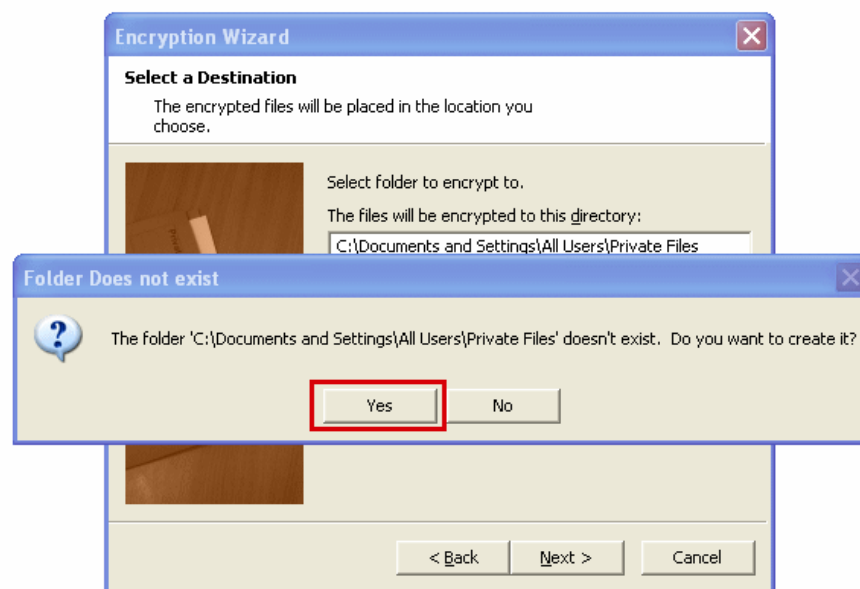 Encryption Wizard
Select a Destination
The encrypted files will be placed in the location you
choose.
Select folder to encrypt to.
The files will be encrypted to this directory:
C:\Documents and Settings\All Users\Private Files
Folder Does not exist
The folder 'C:\Documents and Settings\All Users\Private Files' doesn't exist.  Do you want to create it?
Yes No
< Back Next > Cancel